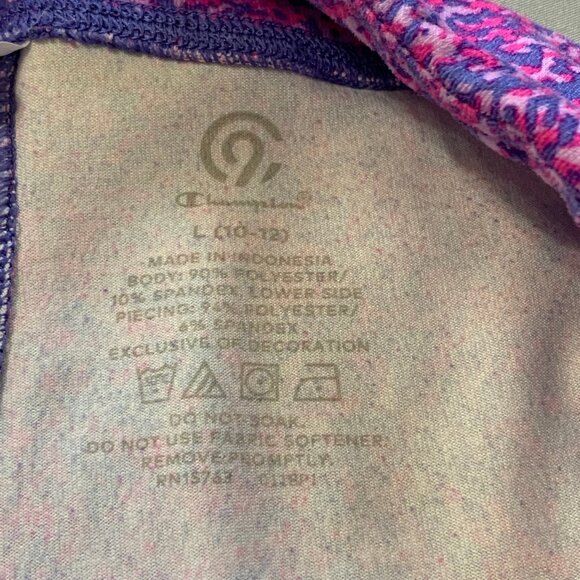 C9
Champion®
L (10-12)
MADE IN INDONESIA
BODY: 90% POLYESTER/
10% SPANDEX. LOWER SIDE
PIECING: 94% POLYESTER/
6% SPANDEX.
EXCLUSIVE OF DECORATION
DO NOT SOAK.
DO NOT USE FABRIC SOFTENER.
REMOVE PROMPTLY.
RN15763 C118P1